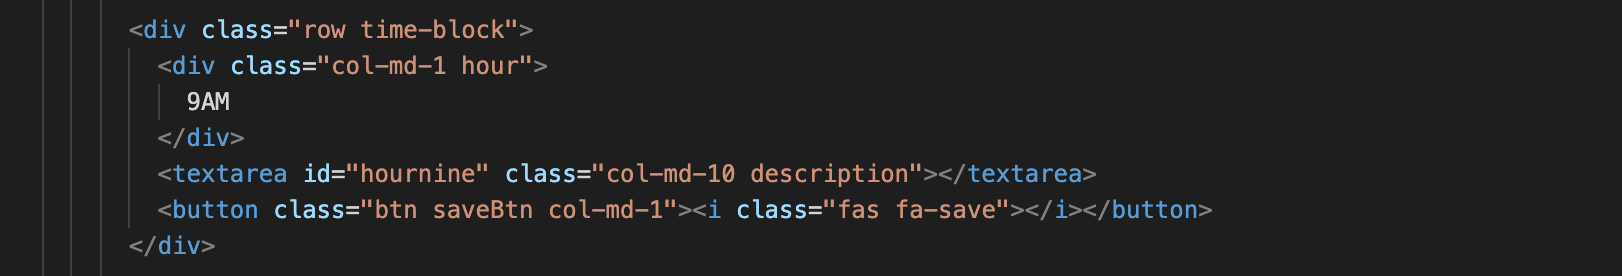 <div class="row time-block">
<div class="col-md-1 hour">
9AM
</div>
<textarea id="hournine" class="col-md-10 description"></textarea>
<button class="btn saveBtn col-md-1"><i class="fas fa-save"></i></button>
</div>